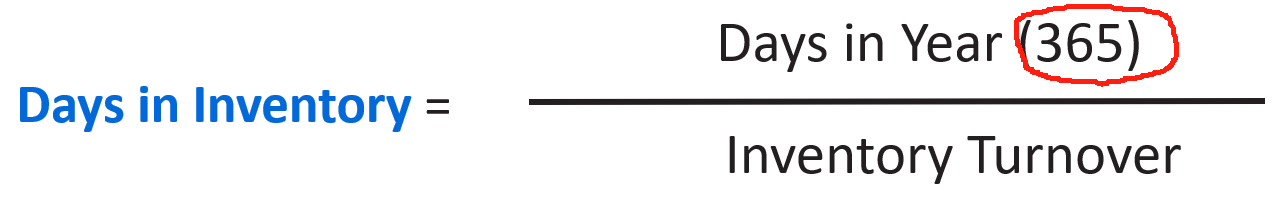 Days in Year (365)
Days in Inventory =
Inventory Turnover